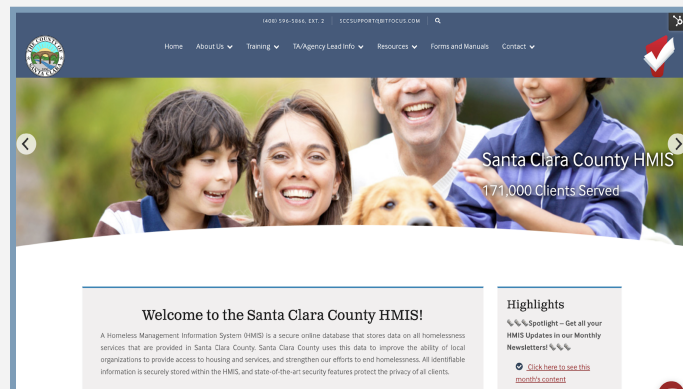 (408) 596-5866, EXT. 2 SCCSUPPORT@BITFOCUS.COM
THE COUNTY OF
SANTA CLARA
Home About Us Training TA/Agency Lead Info Resources Forms and Manuals Contact
Santa Clara County HMIS
171,000 Clients Served
Welcome to the Santa Clara County HMIS!
A Homeless Management Information System (HMIS) is a secure online database that stores data on all homelessness
services that are provided in Santa Clara County. Santa Clara County uses this data to improve the ability of local
organizations to provide access to housing and services, and strengthen our efforts to end homelessness. All identifiable
information is securely stored within the HMIS, and state-of-the-art security features protect the privacy of all clients.
Highlights
🗞🗞🗞Spotlight – Get all your
HMIS Updates in our Monthly
Newsletters! 🗞🗞🗞
Click here to see this
month's content